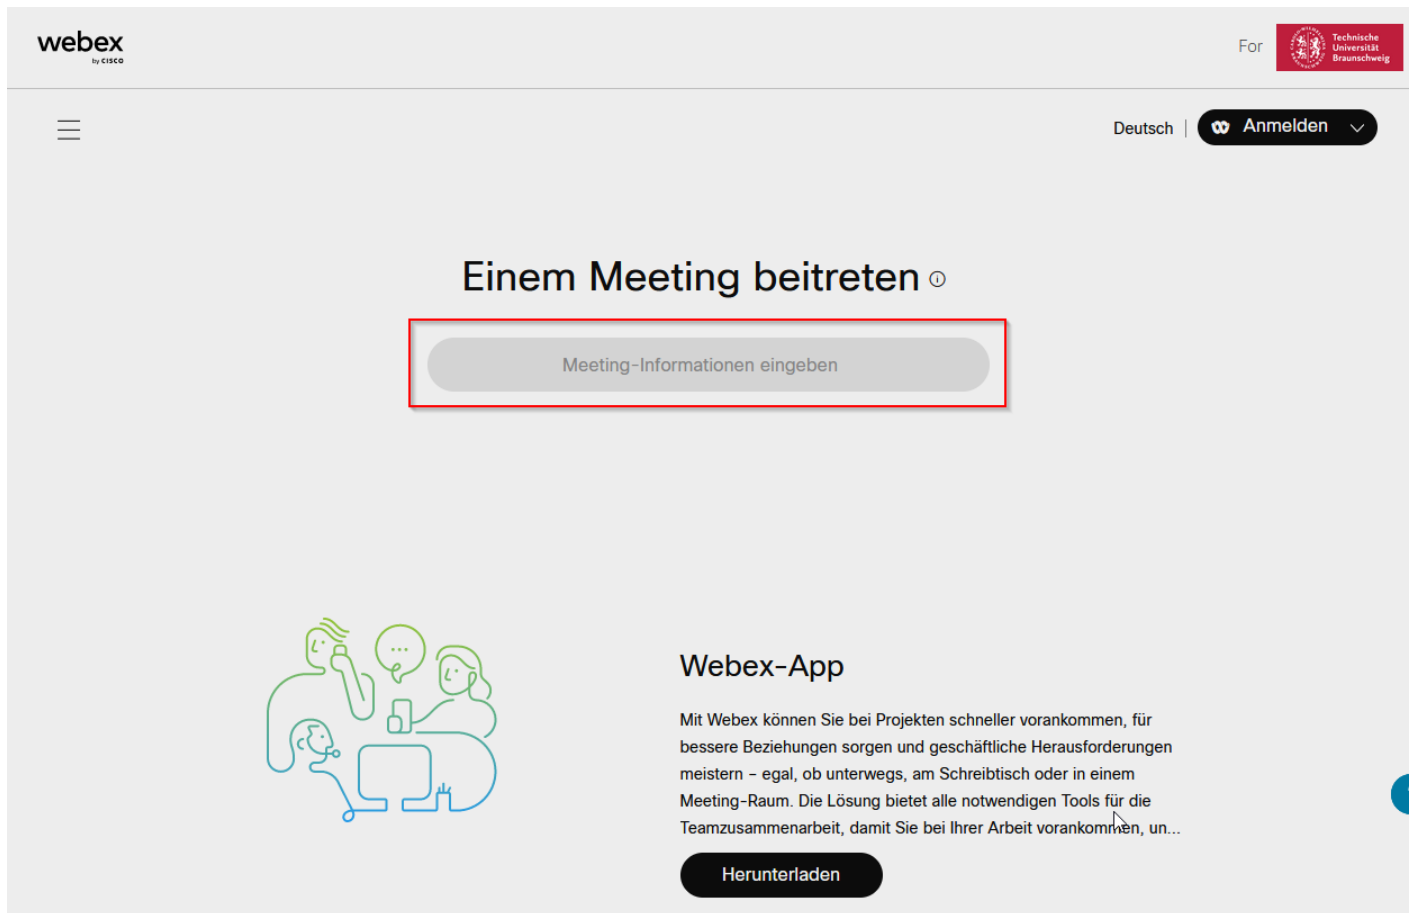 webex
by CISCO
For
Technische
Universität
Braunschweig
Deutsch
Anmelden
Einem Meeting beitreten
Meeting-Informationen eingeben
Webex-App
Mit Webex können Sie bei Projekten schneller vorankommen, für
bessere Beziehungen sorgen und geschäftliche Herausforderungen
meistern – egal, ob unterwegs, am Schreibtisch oder in einem
Meeting-Raum. Die Lösung bietet alle notwendigen Tools für die
Teamzusammenarbeit, damit Sie bei Ihrer Arbeit vorankommen, un...
Herunterladen